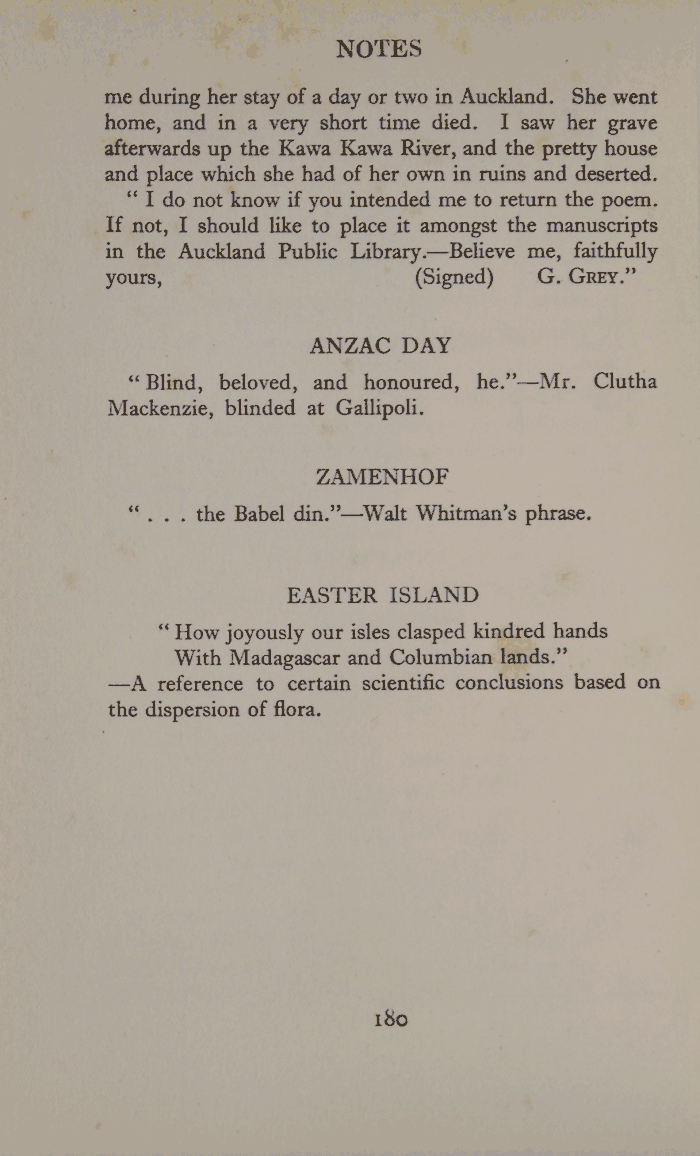 NOTES
me during her stay of a day or two in Auckland. She went
home, and in a very short time died. I saw her grave
afterwards up the Kawa Kawa River, and the pretty house
and place which she had of her own in ruins and deserted.
“ I do not know if you intended me to return the poem.
If not, I should like to place it amongst the manuscripts
in the Auckland Public Library.—Believe me, faithfully
yours, (Signed) G. GREY.”
ANZAC DAY
“ Blind, beloved, and honoured, he.”—Mr. Clutha
Mackenzie, blinded at Gallipoli.
ZAMENHOF
“ . . . the Babel din.”—Walt Whitman’s phrase.
EASTER ISLAND
“ How joyously our isles clasped kindred hands
With Madagascar and Columbian lands.”
—A reference to certain scientific conclusions based on
the dispersion of flora.
180